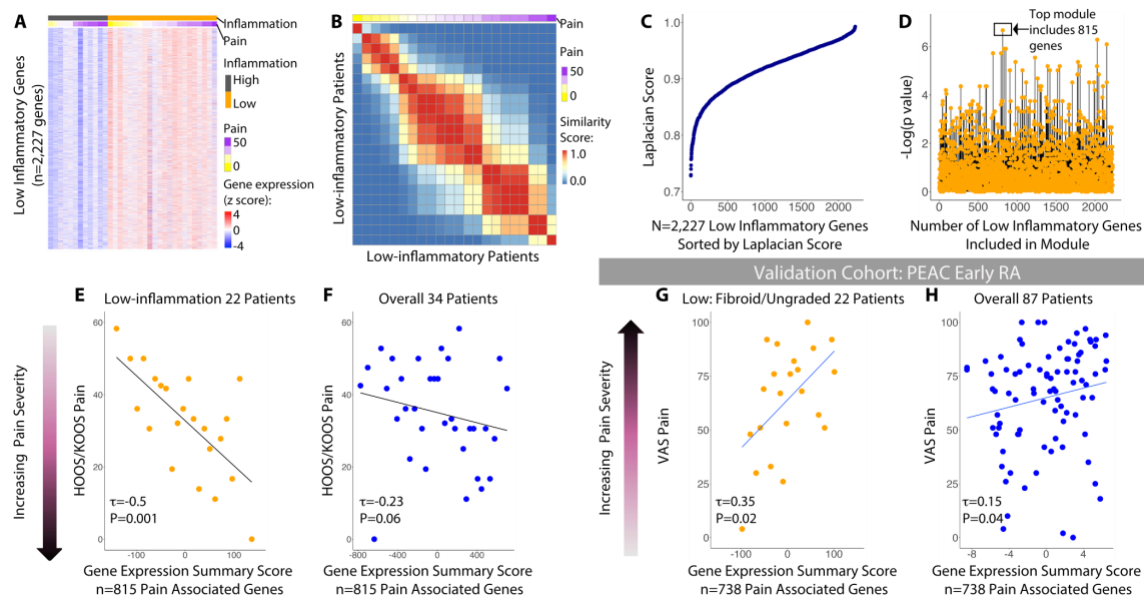 A
Inflammation
Pain
Inflammation
High
Low
Pain
50
0
Gene expression
(z score):
4
0
-4
Low Inflammatory Genes
(n=2,227 genes)
B
Pain
Pain
50
0
Similarity
Score:
1.0
0.0
Low-inflammatory Patients
Low-inflammatory Patients
C
1.0
0.9
0.8
0.7
Laplacian Score
0 500 1000 1500 2000
N=2,227 Low Inflammatory Genes
Sorted by Laplacian Score
D
Top module
includes 815
genes
6
4
2
0
-Log(p value)
0 500 1000 1500 2000
Number of Low Inflammatory Genes
Included in Module
Validation Cohort: PEAC Early RA
E
Low-inflammation 22 Patients
Increasing Pain Severity
HOOS/KOOS Pain
60
40
20
0
τ=-0.5
P=0.001
-100 0 100
Gene Expression Summary Score
n=815 Pain Associated Genes
F
Overall 34 Patients
HOOS/KOOS Pain
60
40
20
0
τ=-0.23
P=0.06
-800 -400 0 400
Gene Expression Summary Score
n=815 Pain Associated Genes
G
Low: Fibroid/Ungraded 22 Patients
Increasing Pain Severity
VAS Pain
100
75
50
25
0
τ=0.35
P=0.02
-100 0 100
Gene Expression Summary Score
n=738 Pain Associated Genes
H
Overall 87 Patients
VAS Pain
100
75
50
25
0
τ=0.15
P=0.04
-8 -4 0 4
Gene Expression Summary Score
n=738 Pain Associated Genes